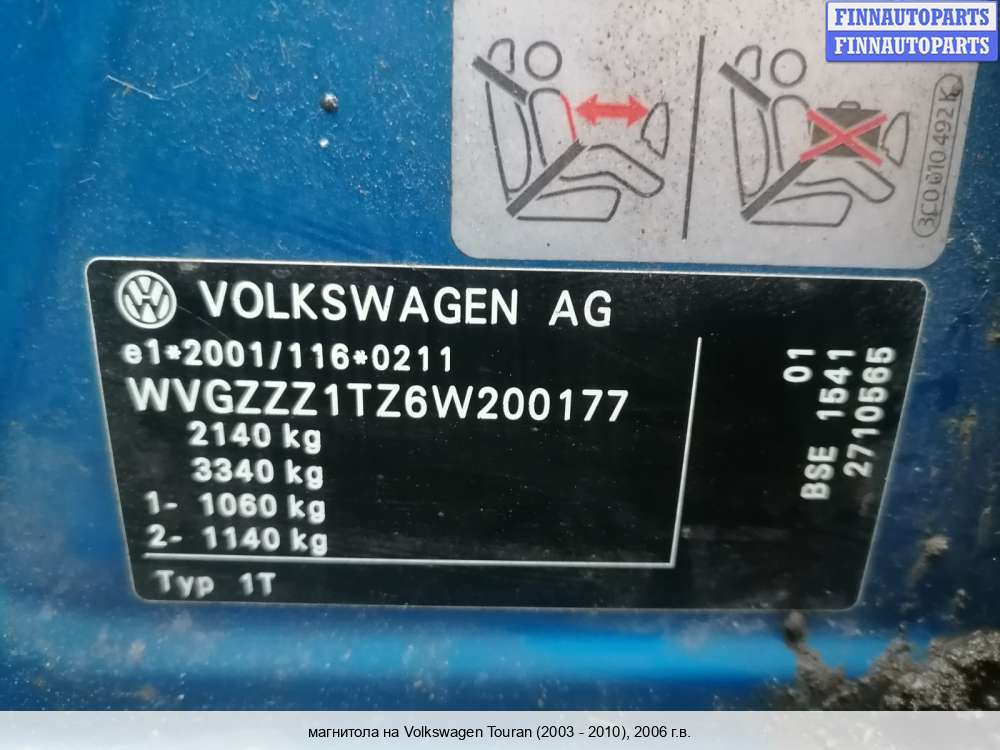 FINNAUTOPARTS
FINNAUTOPARTS
3C0 010 492 K
VOLKSWAGEN AG
e1*2001/116*0211
WVGZZZ1TZ6W200177
2140 kg
3340 kg
1- 1060 kg
2- 1140 kg
Typ 1T
01
BSE 1541
2710565
магнитола на Volkswagen Touran (2003 - 2010), 2006 г.в.